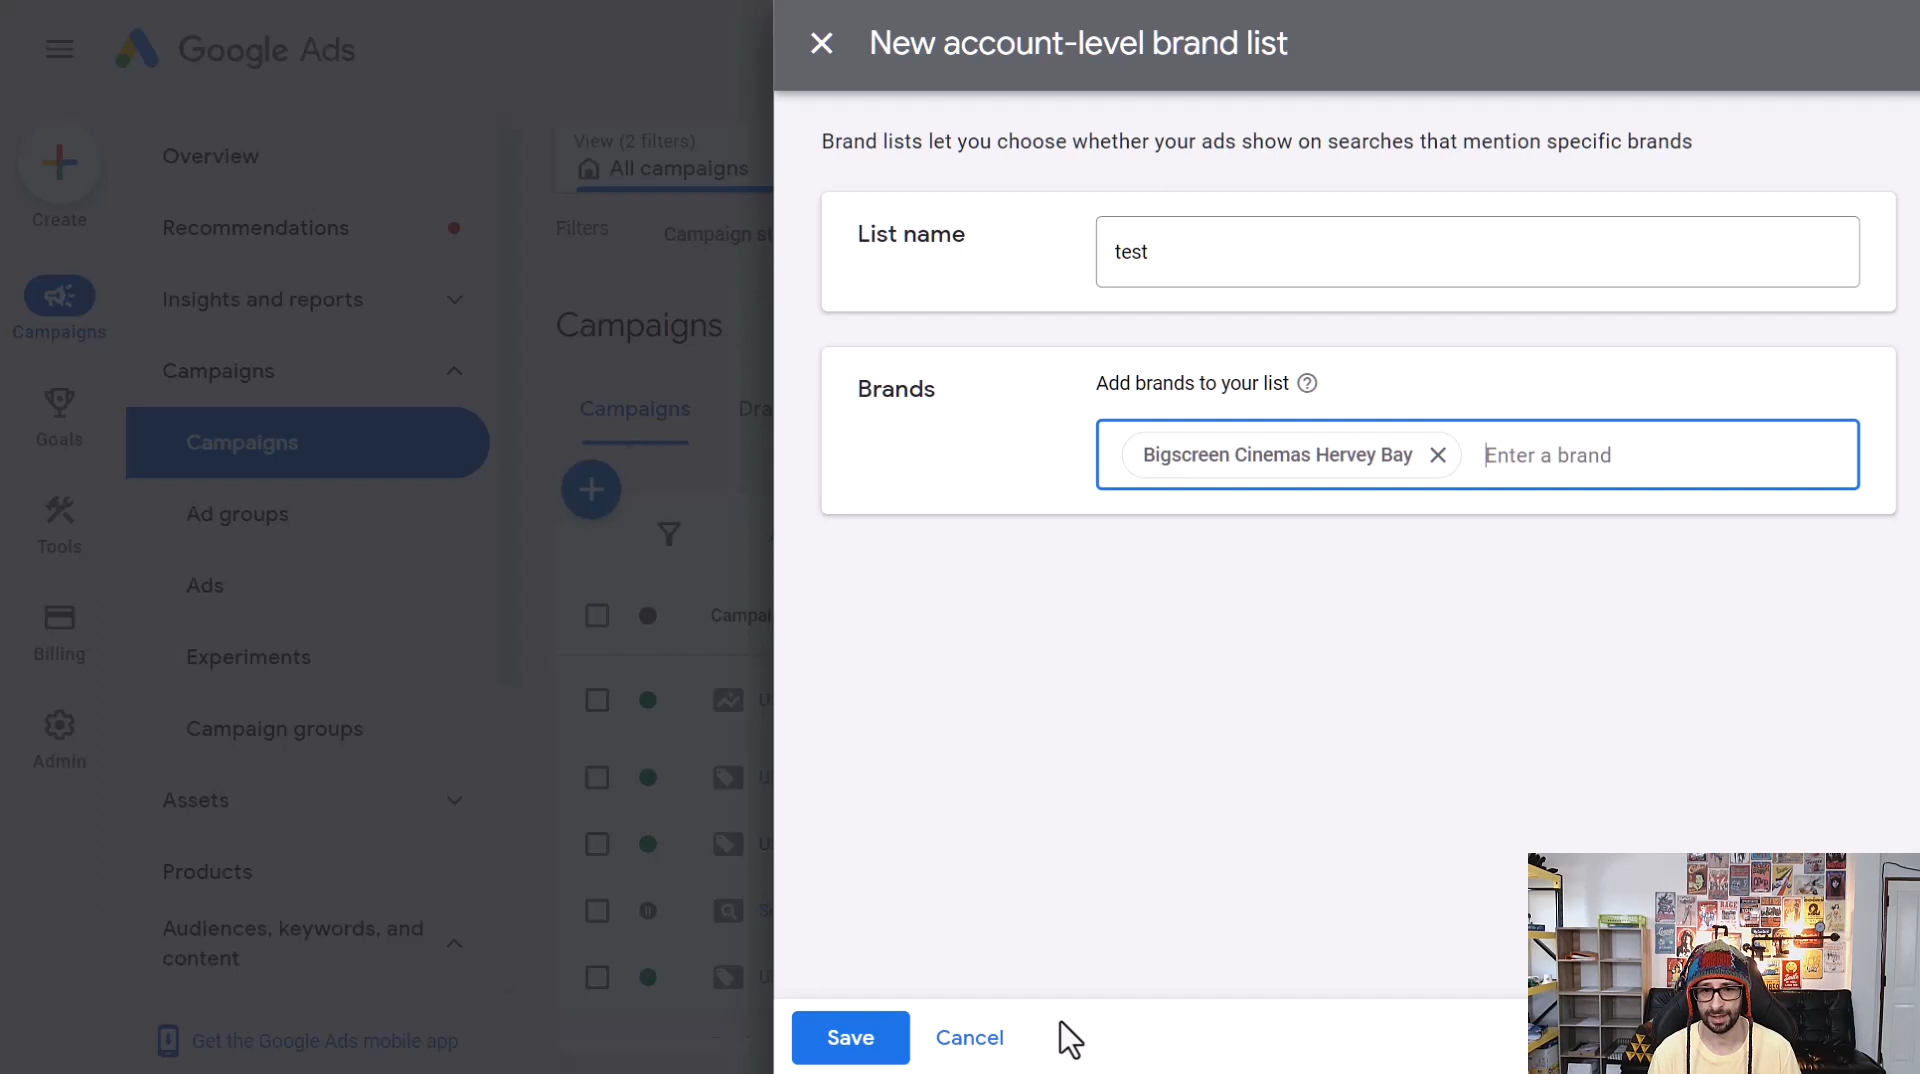 Google Ads
Create
Campaigns
Goals
Tools
Billing
Admin
Overview
Recommendations
Insights and reports
Campaigns
Campaigns
Ad groups
Ads
Experiments
Campaign groups
Assets
Products
Audiences, keywords, and
content
Get the Google Ads mobile app
View (2 filters)
All campaigns
Filters
Campaign st
Campaigns
Campaigns
Dra
Campai
New account-level brand list
Brand lists let you choose whether your ads show on searches that mention specific brands
List name
test
Brands
Add brands to your list
Bigscreen Cinemas Hervey Bay
Enter a brand
Save
Cancel